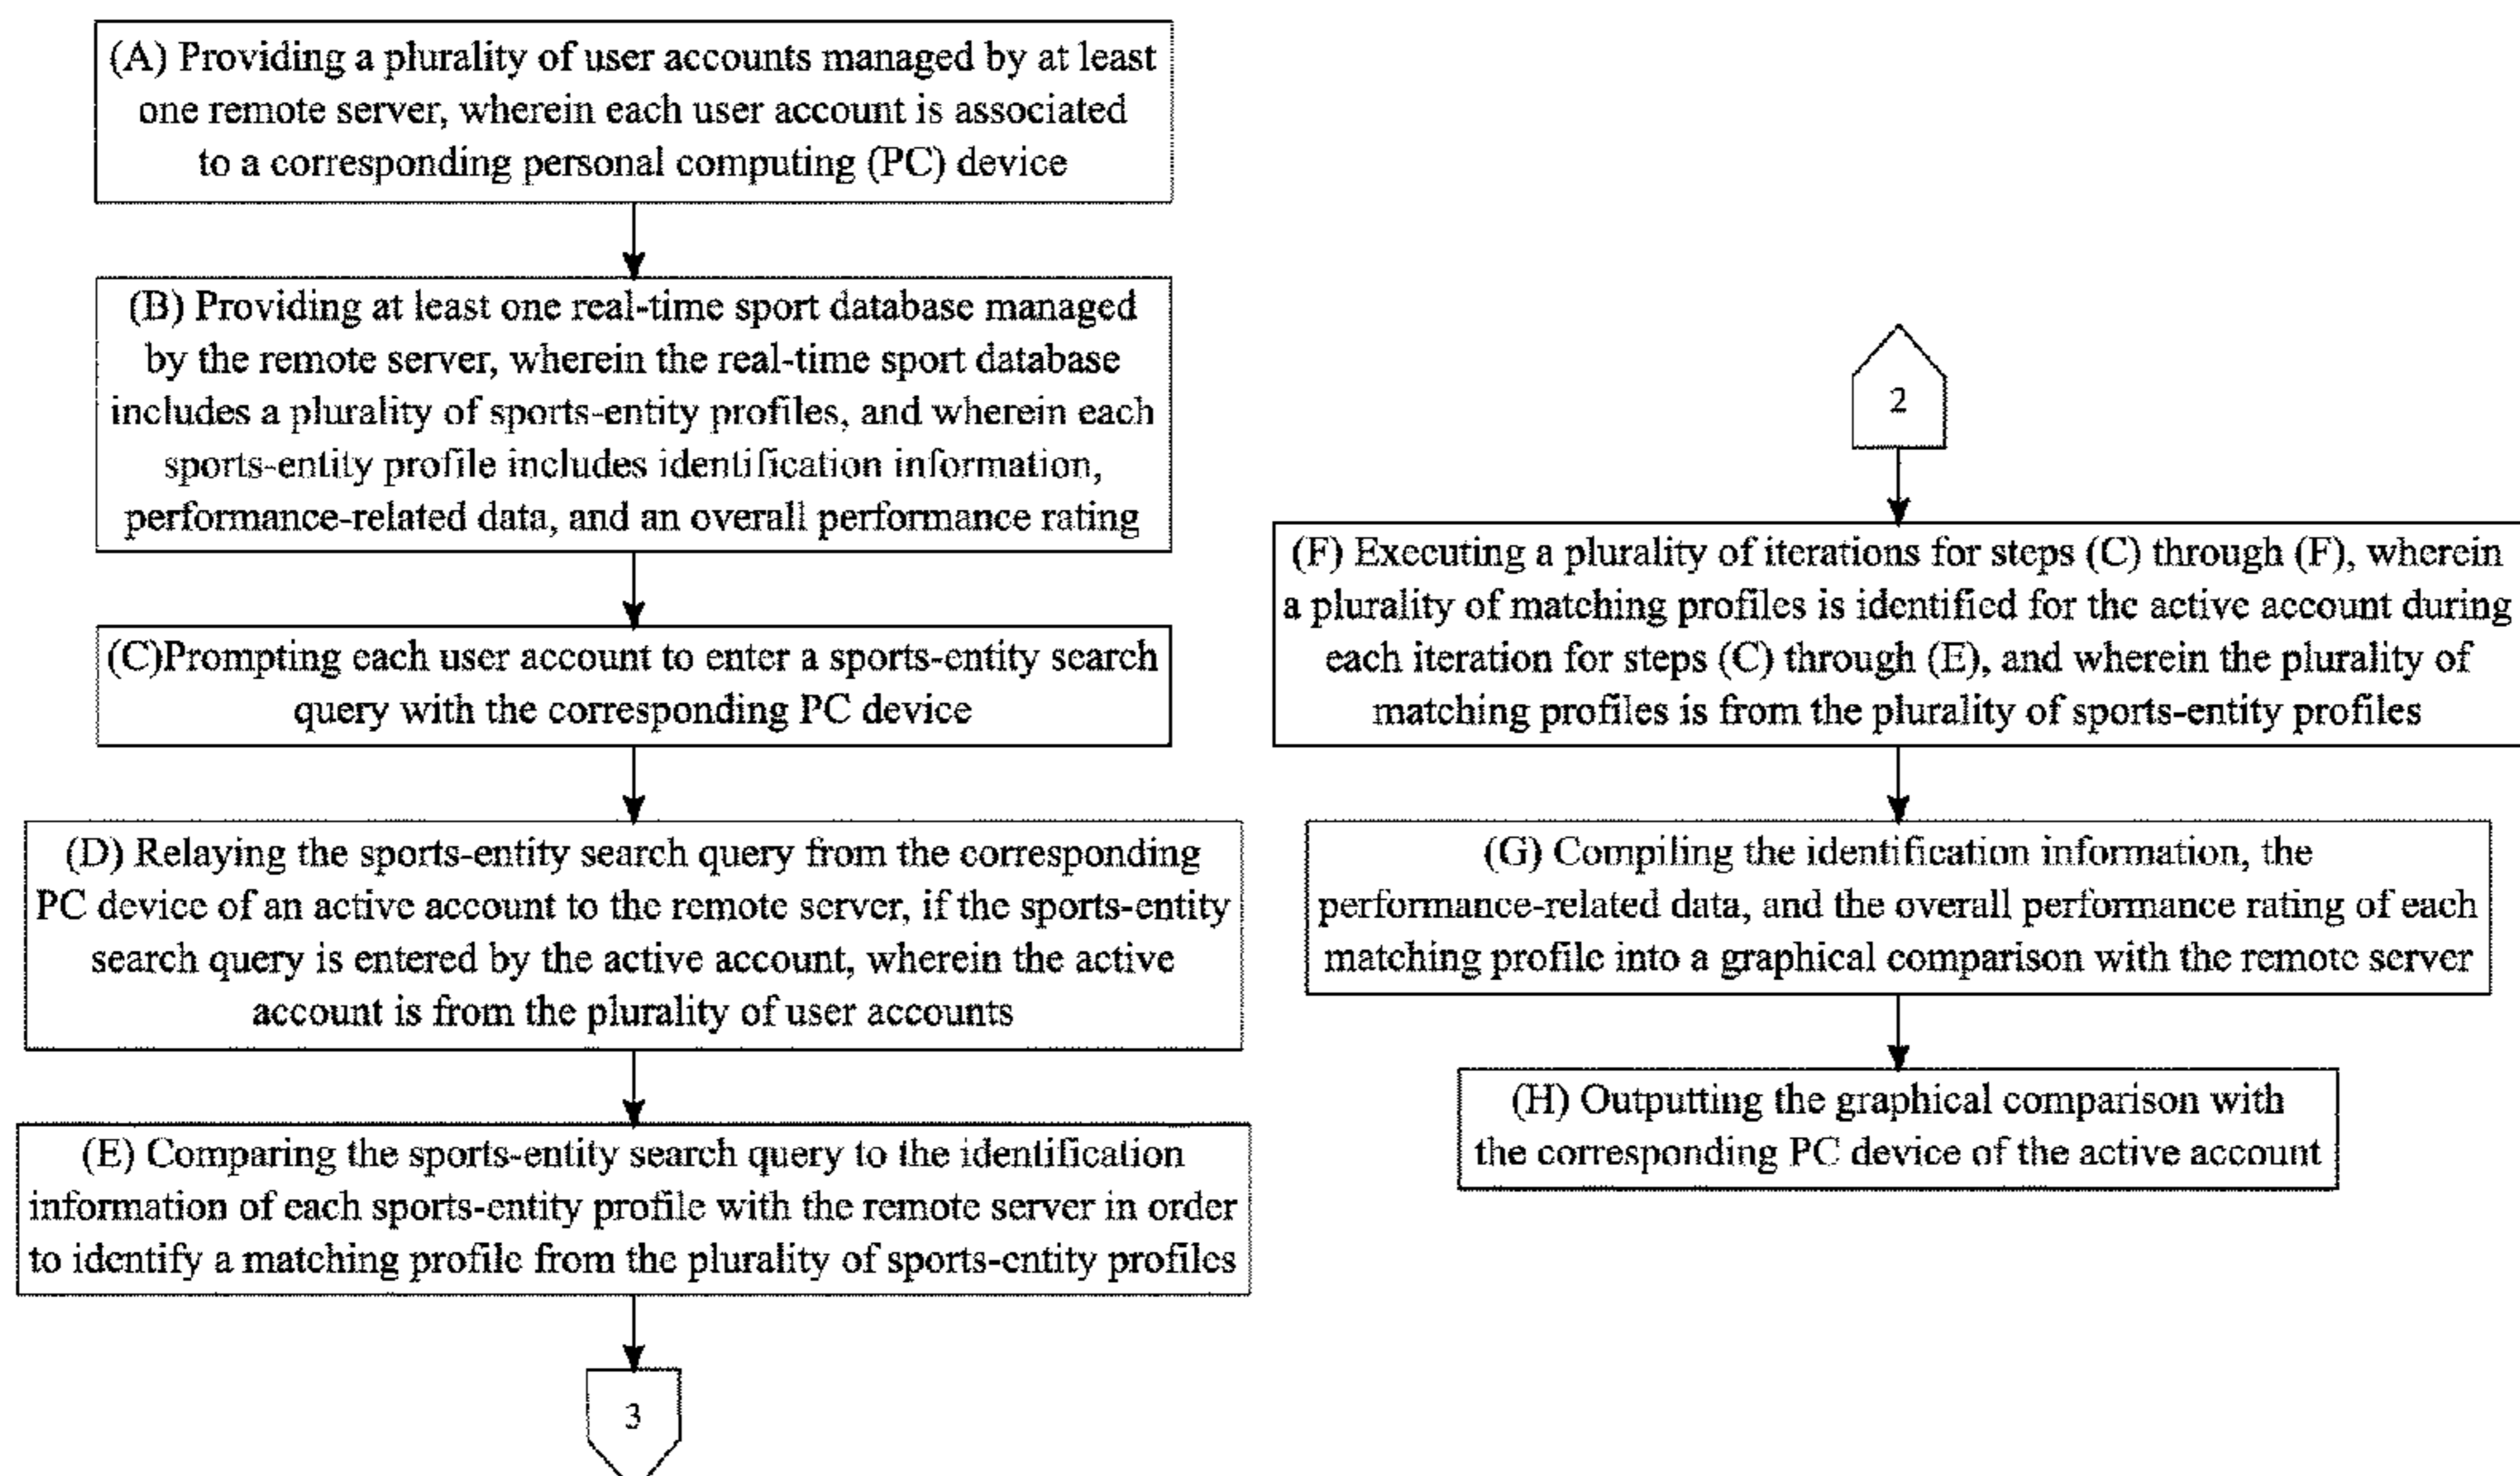 (A) Providing a plurality of user accounts managed by at least
one remote server, wherein each user account is associated
to a corresponding personal computing (PC) device
(B) Providing at least one real-time sport database managed
by the remote server, wherein the real-time sport database
includes a plurality of sports-entity profiles, and wherein each
sports-entity profile includes identification information,
performance-related data, and an overall performance rating
(C)Prompting each user account to enter a sports-entity search
query with the corresponding PC device
(D) Relaying the sports-entity search query from the corresponding
PC device of an active account to the remote server, if the sports-entity
search query is entered by the active account, wherein the active
account is from the plurality of user accounts
(E) Comparing the sports-entity search query to the identification
information of each sports-entity profile with the remote server in order
to identify a matching profile from the plurality of sports-entity profiles
3
2
(F) Executing a plurality of iterations for steps (C) through (F), wherein
a plurality of matching profiles is identified for the active account during
each iteration for steps (C) through (E), and wherein the plurality of
matching profiles is from the plurality of sports-entity profiles
(G) Compiling the identification information, the
performance-related data, and the overall performance rating of each
matching profile into a graphical comparison with the remote server
(H) Outputting the graphical comparison with
the corresponding PC device of the active account